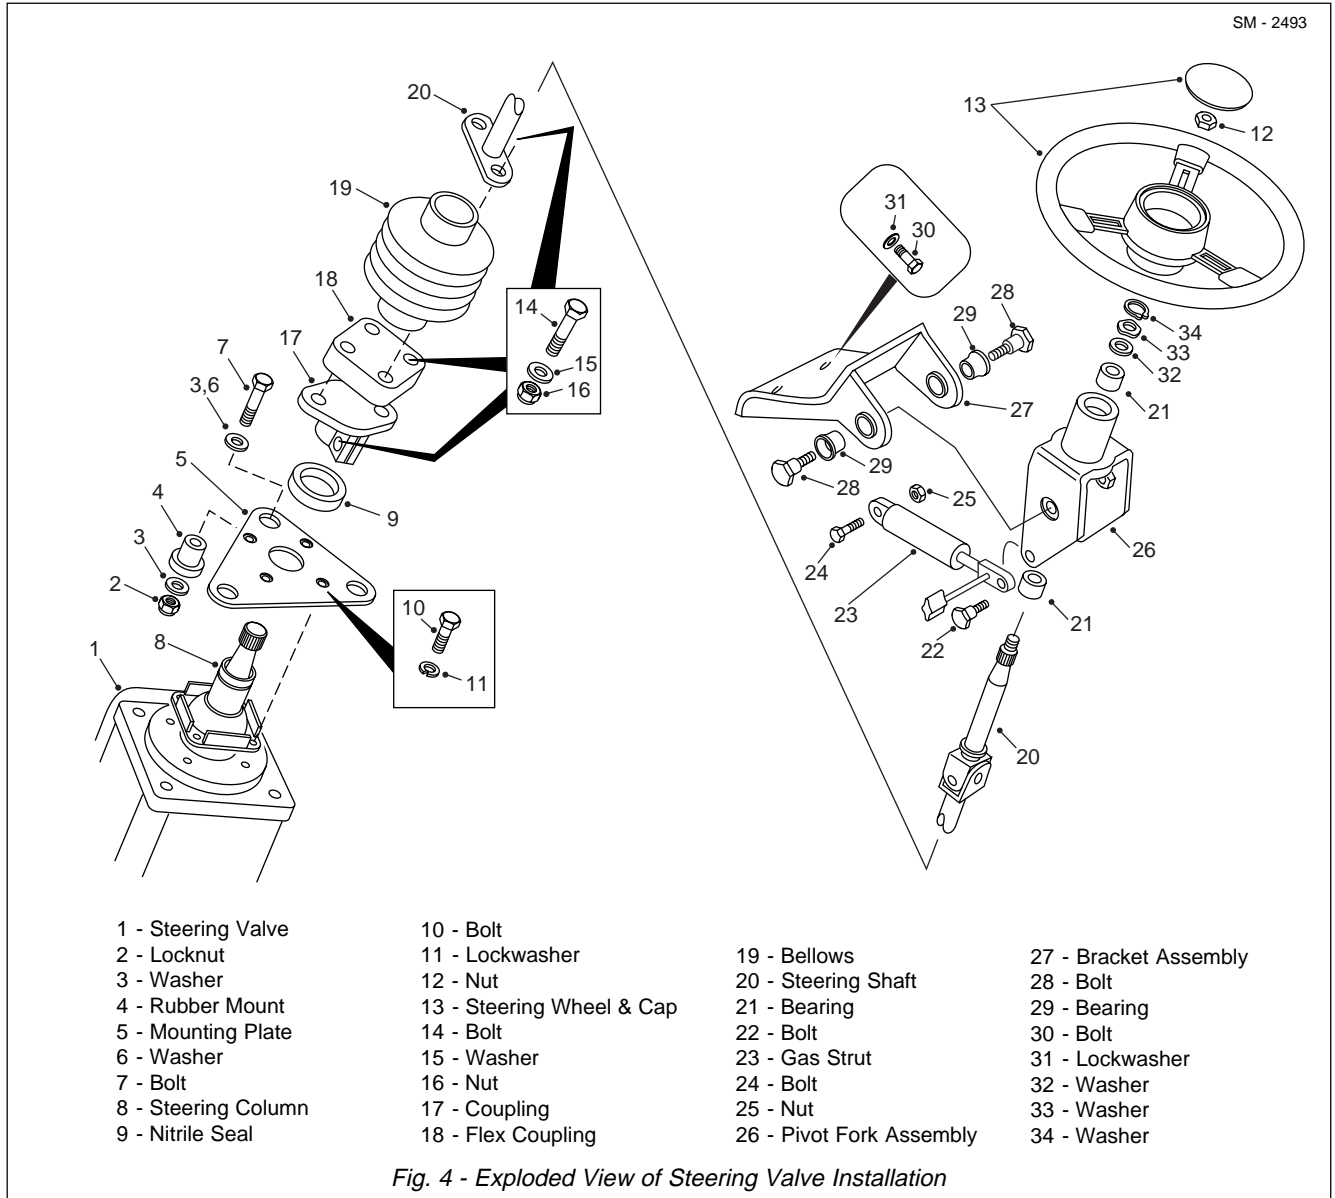 SM - 2493
20
19
18
17
7
3,6
5
4
3
2
1
8
9
14
15
16
10
11
13
12
31
30
29
28
34
33
32
21
27
29
28
25
24
23
22
26
21
20
1 - Steering Valve
2 - Locknut
3 - Washer
4 - Rubber Mount
5 - Mounting Plate
6 - Washer
7 - Bolt
8 - Steering Column
9 - Nitrile Seal
10 - Bolt
11 - Lockwasher
12 - Nut
13 - Steering Wheel & Cap
14 - Bolt
15 - Washer
16 - Nut
17 - Coupling
18 - Flex Coupling
19 - Bellows
20 - Steering Shaft
21 - Bearing
22 - Bolt
23 - Gas Strut
24 - Bolt
25 - Nut
26 - Pivot Fork Assembly
27 - Bracket Assembly
28 - Bolt
29 - Bearing
30 - Bolt
31 - Lockwasher
32 - Washer
33 - Washer
34 - Washer
Fig. 4 - Exploded View of Steering Valve Installation